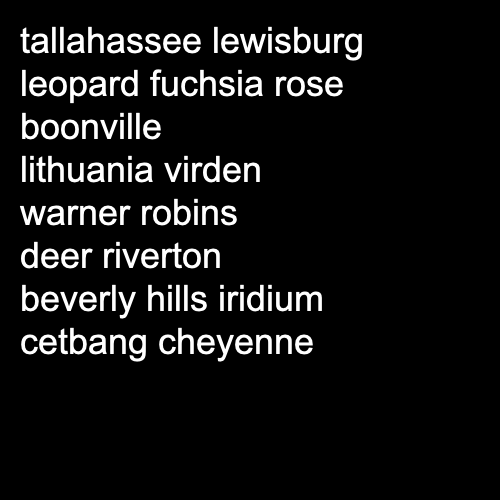 tallahassee lewisburg
leopard fuchsia rose
boonville
lithuania virden
warner robins
deer riverton
beverly hills iridium
cetbang cheyenne